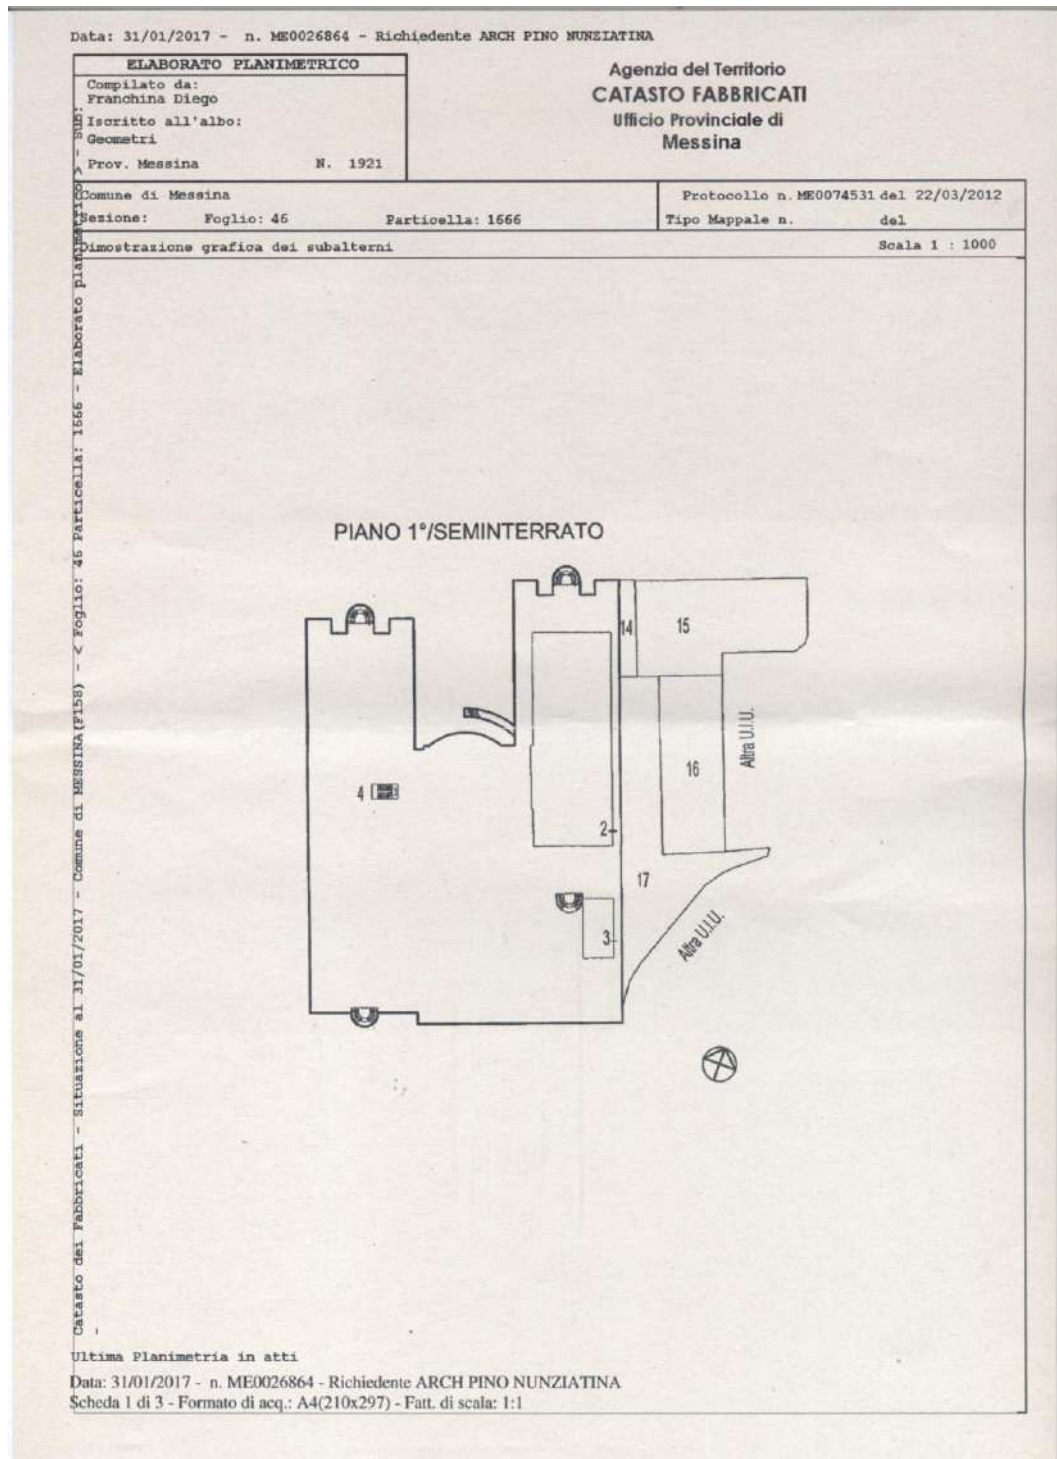 Data: 31/01/2017 - n. ME0026864 - Richiedente ARCH PINO NUNZIATINA
ELABORATO PLANIMETRICO
Compilato da:
Franchina Diego
Iscritto all'albo:
Geometri
Prov. Messina N. 1921
Agenzia del Territorio
CATASTO FABBRICATI
Ufficio Provinciale di
Messina
Comune di Messina
Protocollo n. ME0074531 del 22/03/2012
Sezione: Foglio: 46 Particella: 1666
Tipo Mappale n. del
Dimostrazione grafica dei subalterni
Scala 1 : 1000
PIANO 1°/SEMINTERRATO
14
15
Altra U.I.U.
16
4
2
17
3
Altra U.I.U.
Catasto dei Fabbricati - Situazione al 31/01/2017 - Comune di MESSINA(F158) - < Foglio: 46 Particella: 1666 - Elaborato planimetrico > - sub:
Ultima Planimetria in atti
Data: 31/01/2017 - n. ME0026864 - Richiedente ARCH PINO NUNZIATINA
Scheda 1 di 3 - Formato di acq.: A4(210x297) - Fatt. di scala: 1:1